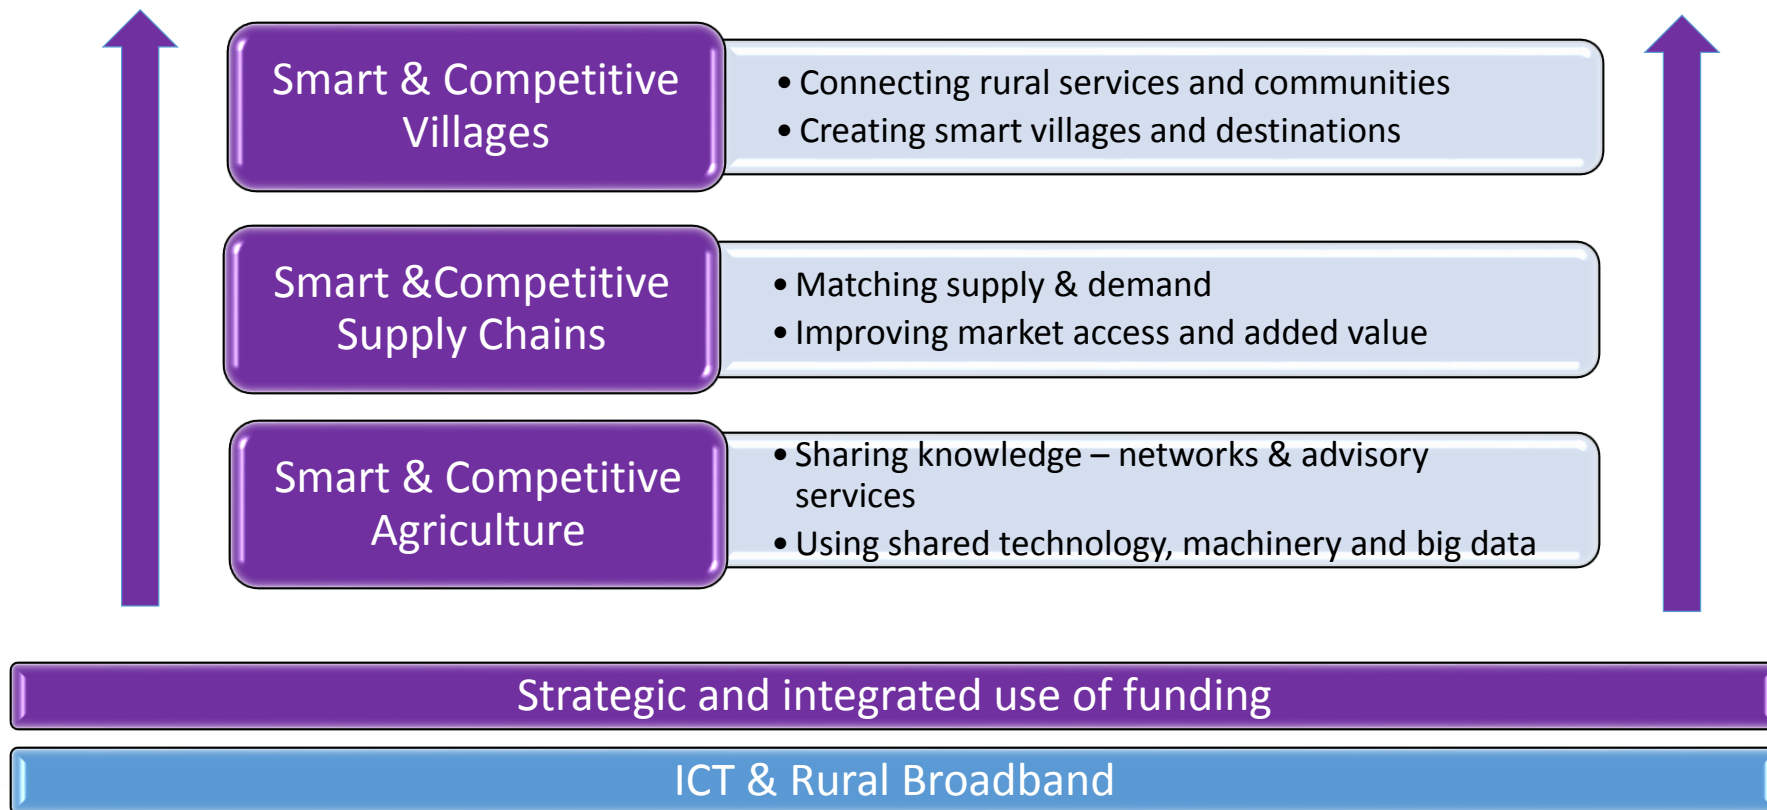 Smart & Competitive
Villages
• Connecting rural services and communities
• Creating smart villages and destinations
Smart &Competitive
Supply Chains
• Matching supply & demand
• Improving market access and added value
Smart & Competitive
Agriculture
• Sharing knowledge – networks & advisory
services
• Using shared technology, machinery and big data
Strategic and integrated use of funding
ICT & Rural Broadband